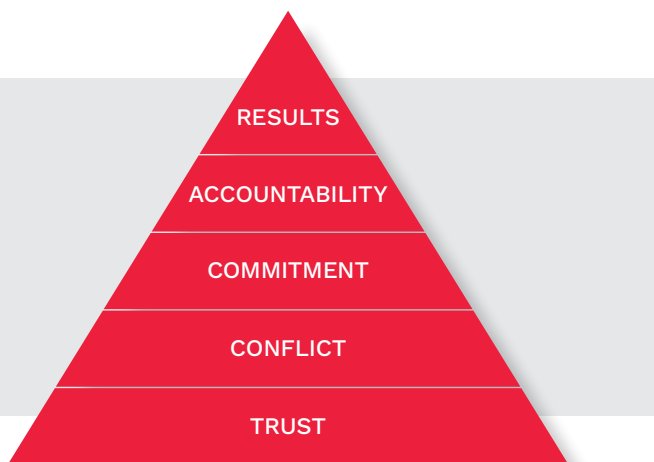 RESULTS
ACCOUNTABILITY
COMMITMENT
CONFLICT
TRUST